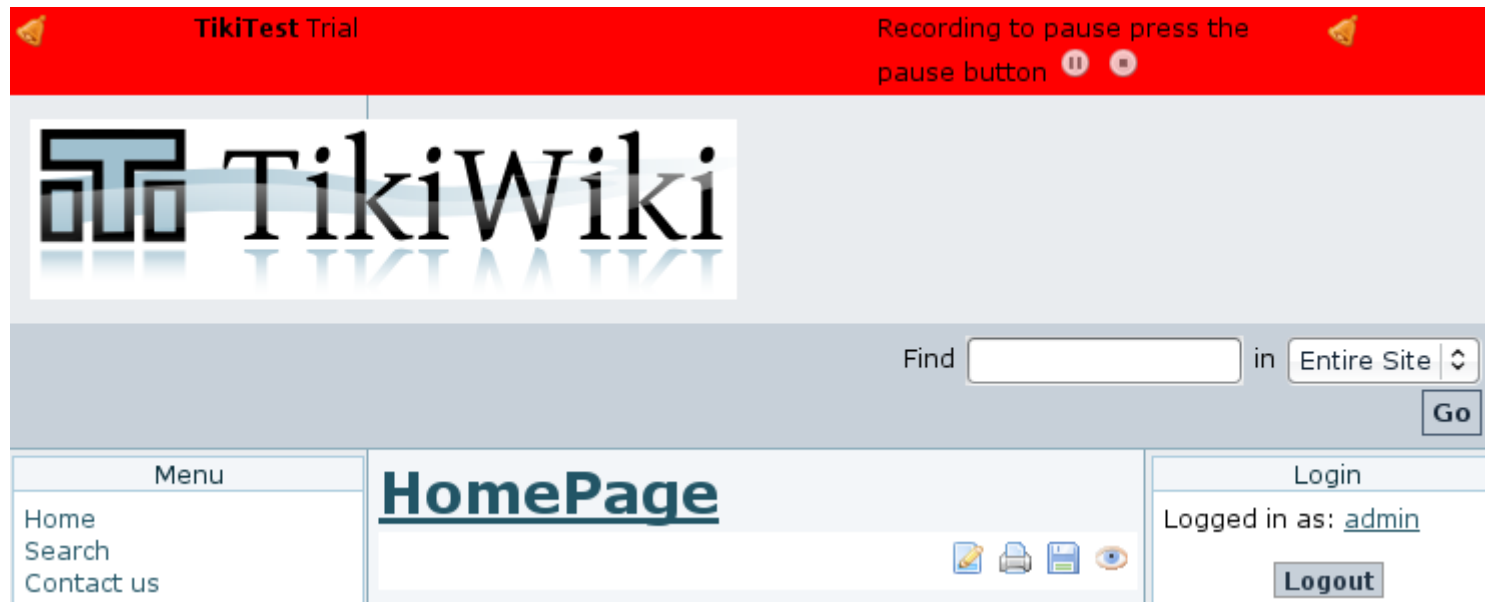 TikiTest Trial
Recording to pause press the
pause button
TikiWiki
Find in Entire Site
Go
Menu
Home
Search
Contact us
HomePage
Login
Logged in as: admin
Logout